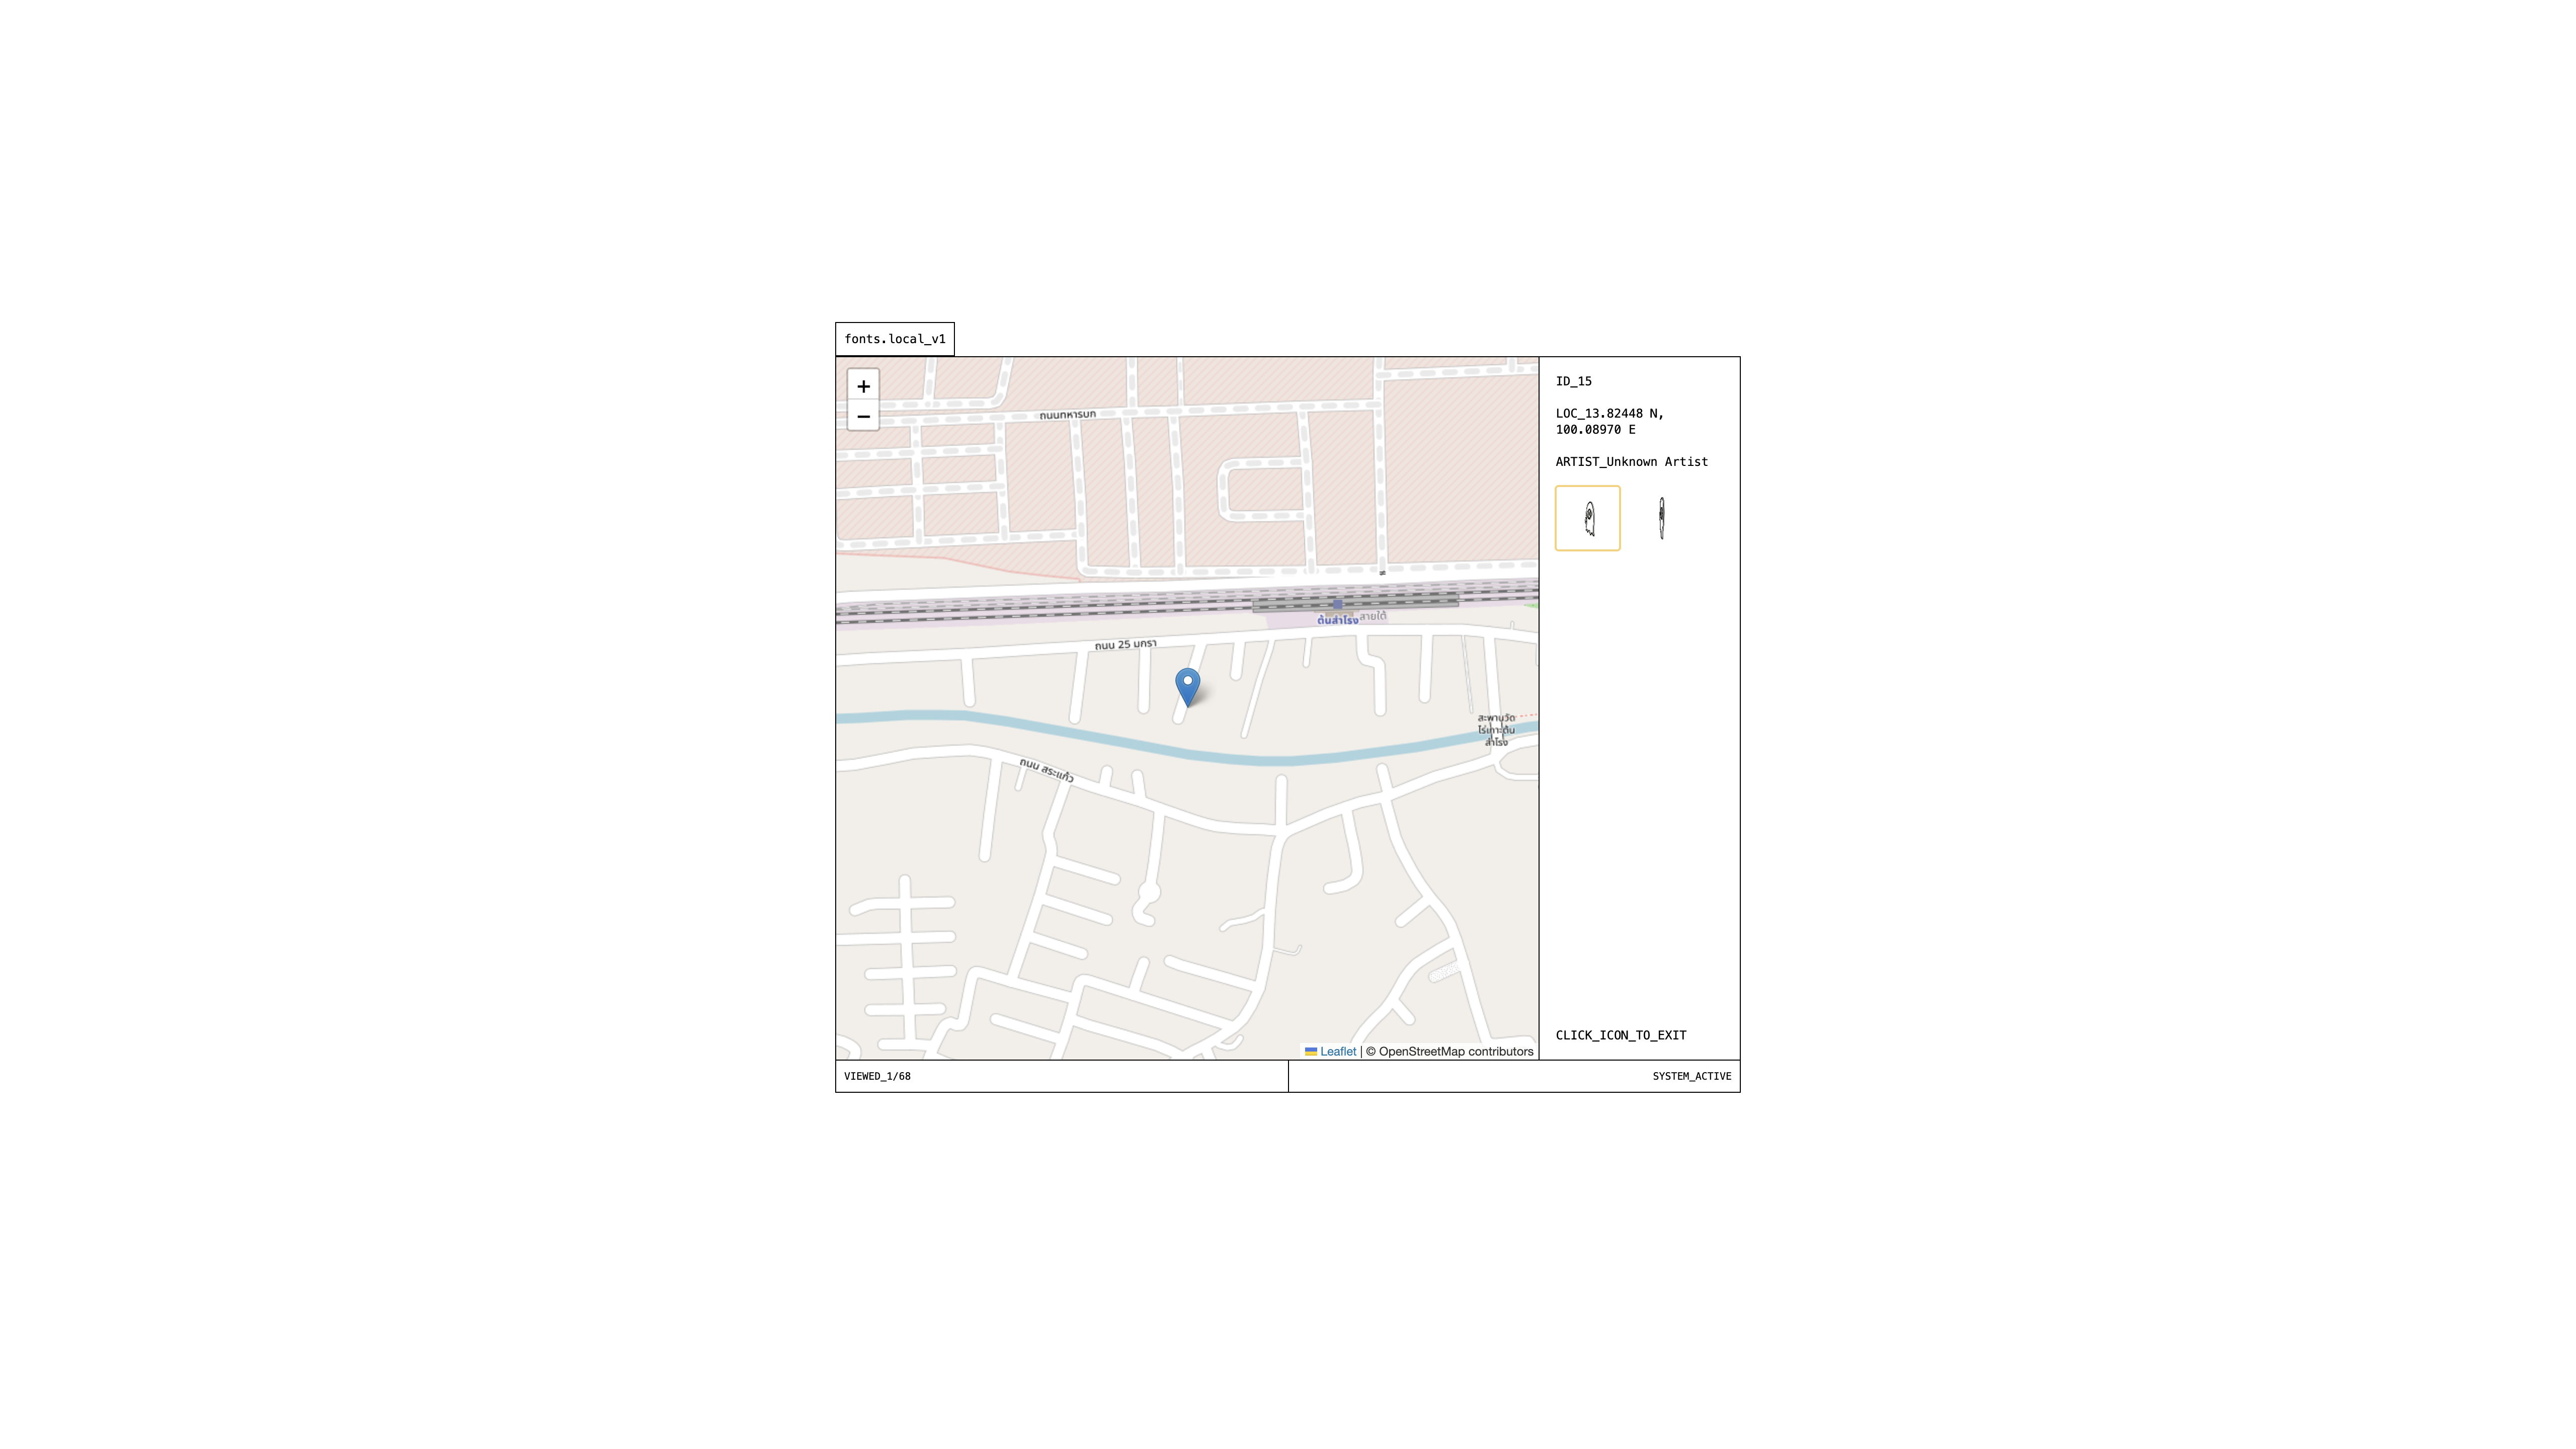 fonts.local_v1
+
−
ถนนทหารบก
ต้นสำโรง
สายใต้
ถนน 25 มกรา
สะพานวัด
ไร่เกาะต้น
สำโรง
ถนน สระแก้ว
Leaflet | © OpenStreetMap contributors
ID_15
LOC_13.82448 N,
100.08970 E
ARTIST_Unknown Artist
CLICK_ICON_TO_EXIT
VIEWED_1/68
SYSTEM_ACTIVE